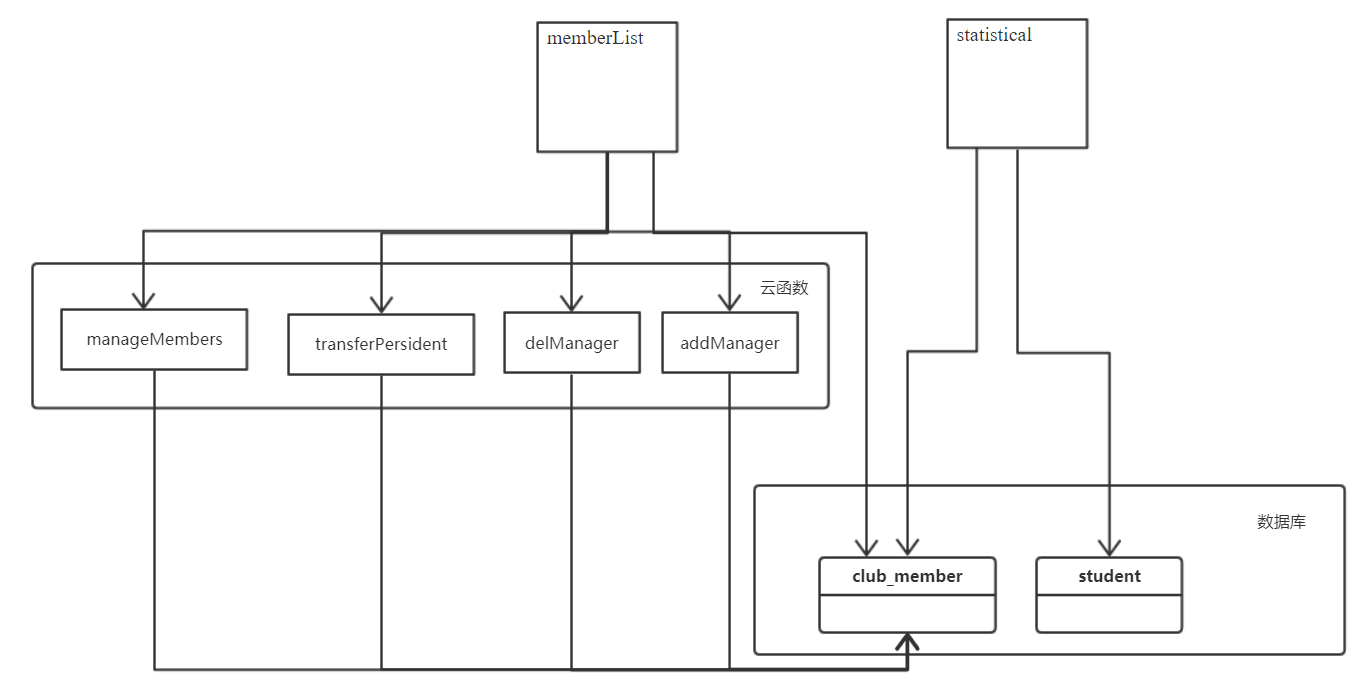 memberList
statistical
云函数
manageMembers
transferPersident
delManager
addManager
数据库
club_member
student